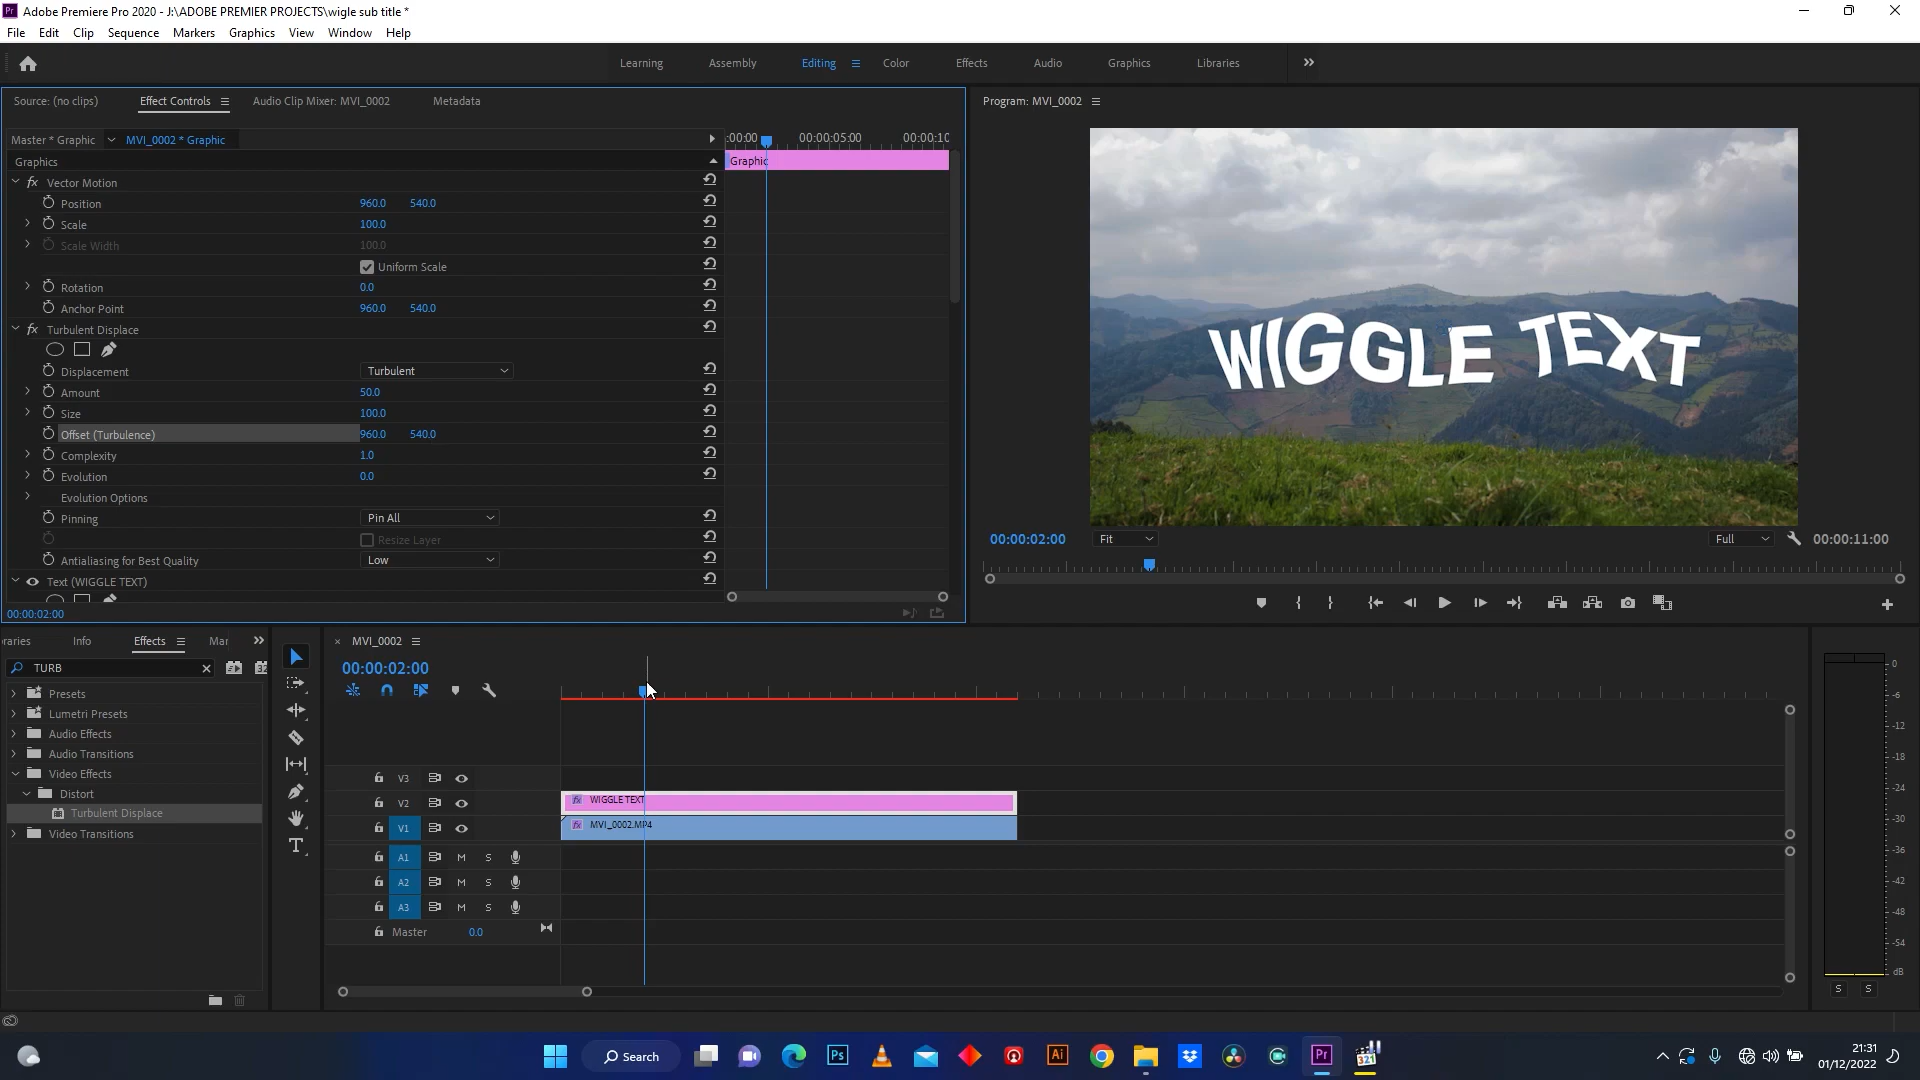 Adobe Premiere Pro 2020 - J:\ADOBE PREMIER PROJECTS\wigle sub title *
File Edit Clip Sequence Markers Graphics View Window Help
Learning Assembly Editing Color Effects Audio Graphics Libraries
Source: (no clips) Effect Controls Audio Clip Mixer: MVI_0002 Metadata
Program: MVI_0002
Master * Graphic MVI_0002 * Graphic
:00:00 00:00:05:00 00:00:10
Graphics
Graphic
Vector Motion
Position 960.0 540.0
Scale 100.0
Scale Width 100.0
Uniform Scale
Rotation 0.0
Anchor Point 960.0 540.0
Turbulent Displace
Displacement Turbulent
Amount 50.0
Size 100.0
Offset (Turbulence) 960.0 540.0
Complexity 1.0
Evolution 0.0
Evolution Options
Pinning Pin All
Resize Layer
Antialiasing for Best Quality Low
Text (WIGGLE TEXT)
00:00:02:00
WIGGLE TEXT
00:00:02:00 Fit Full 00:00:11:00
raries Info Effects Mar
TURB
32
Presets
Lumetri Presets
Audio Effects
Audio Transitions
Video Effects
Distort
Turbulent Displace
Video Transitions
T
× MVI_0002
00:00:02:00
V3
V2 WIGGLE TEXT
V1 MVI_0002.MP4
A1 M S
A2 M S
A3 M S
Master 0.0
0
-6
-12
-18
-24
-30
-36
-42
-48
-54
dB
S S
Search
Ps
Ai
Pr
321
21:31
01/12/2022